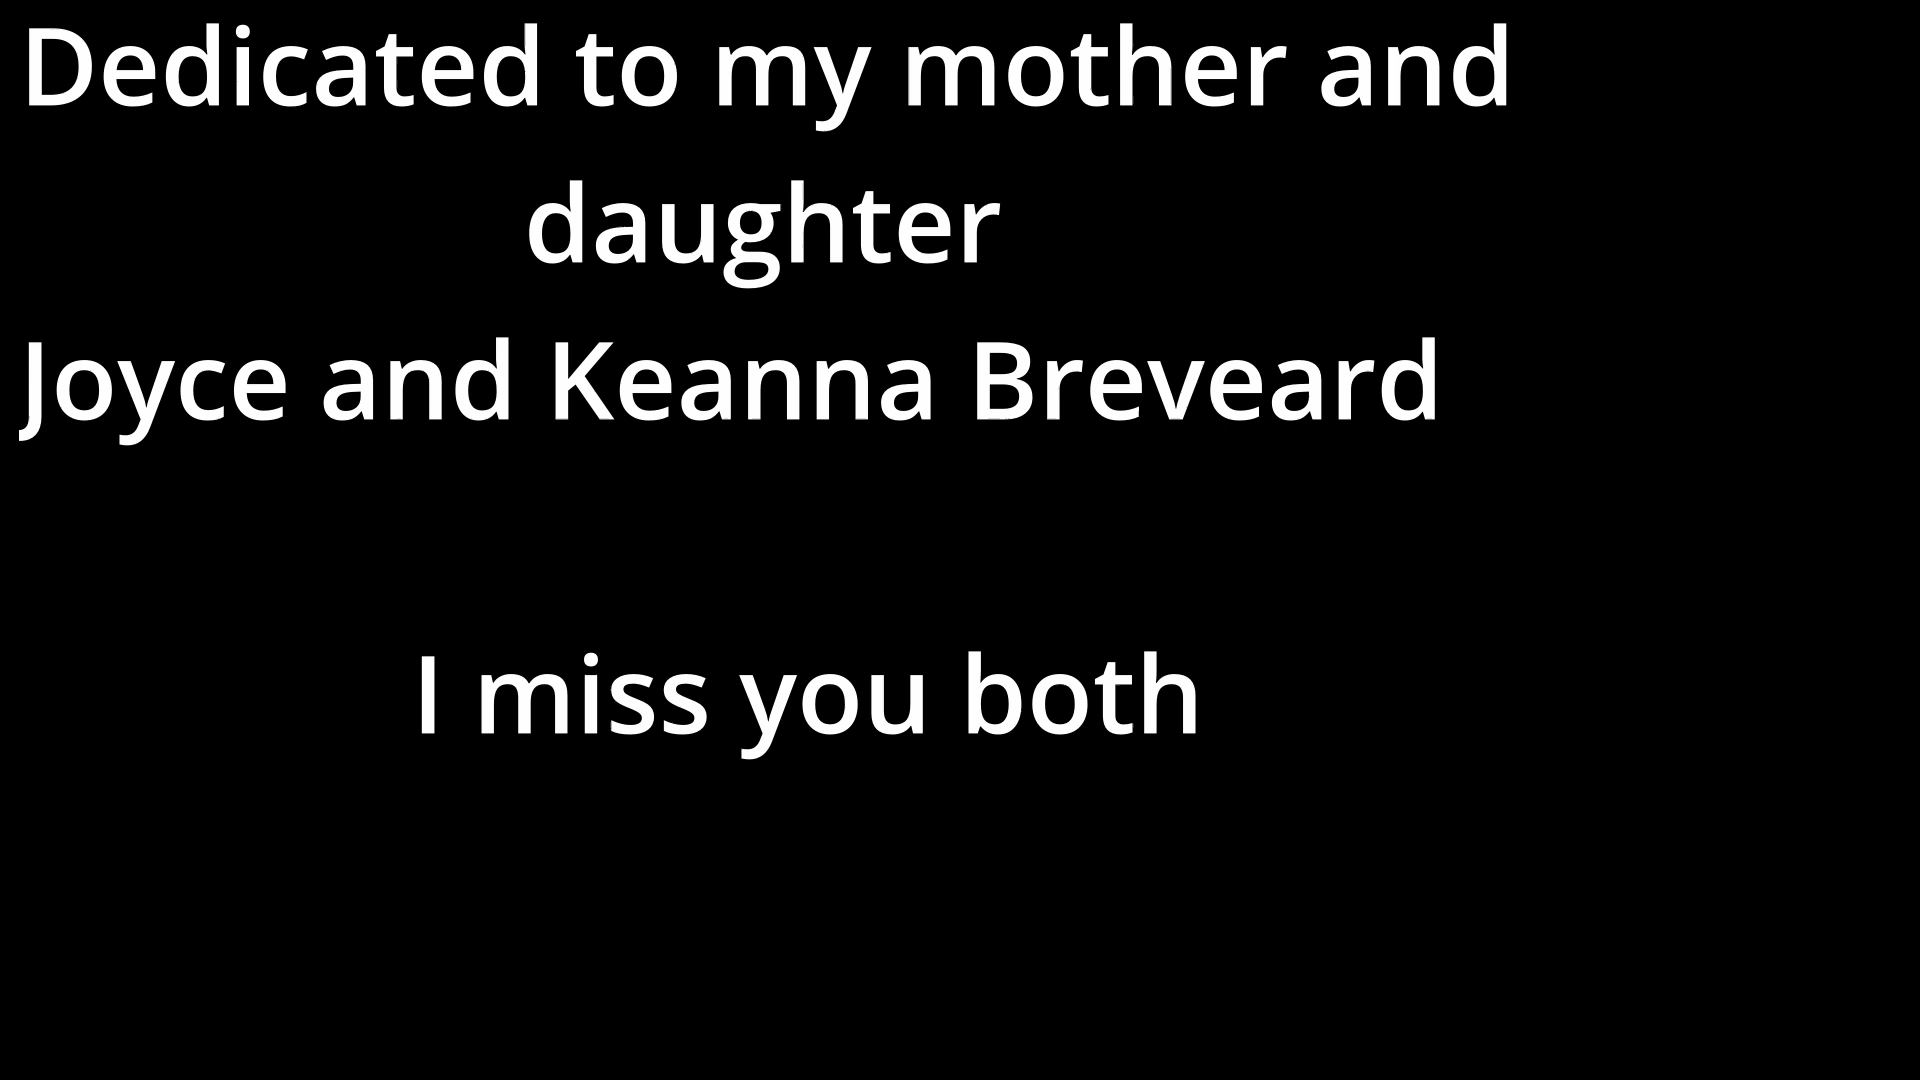 Dedicated to my mother and
daughter
Joyce and Keanna Breveard
I miss you both